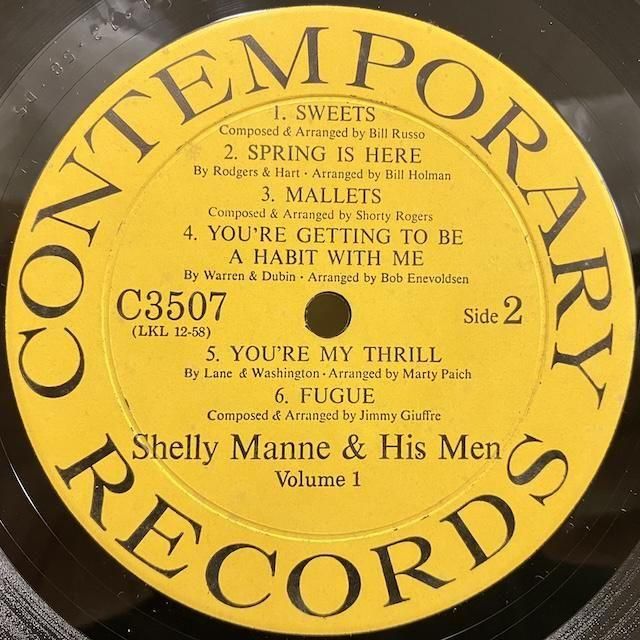 CONTEMPORARY
1. SWEETS
Composed & Arranged by Bill Russo
2. SPRING IS HERE
By Rodgers & Hart · Arranged by Bill Holman
3. MALLETS
Composed & Arranged by Shorty Rogers
4. YOU'RE GETTING TO BE
A HABIT WITH ME
By Warren & Dubin · Arranged by Bob Enevoldsen
C3507
(LKL 12-58)
Side 2
5. YOU'RE MY THRILL
By Lane & Washington · Arranged by Marty Paich
6. FUGUE
Composed & Arranged by Jimmy Giuffre
Shelly Manne & His Men
Volume 1
RECORDS